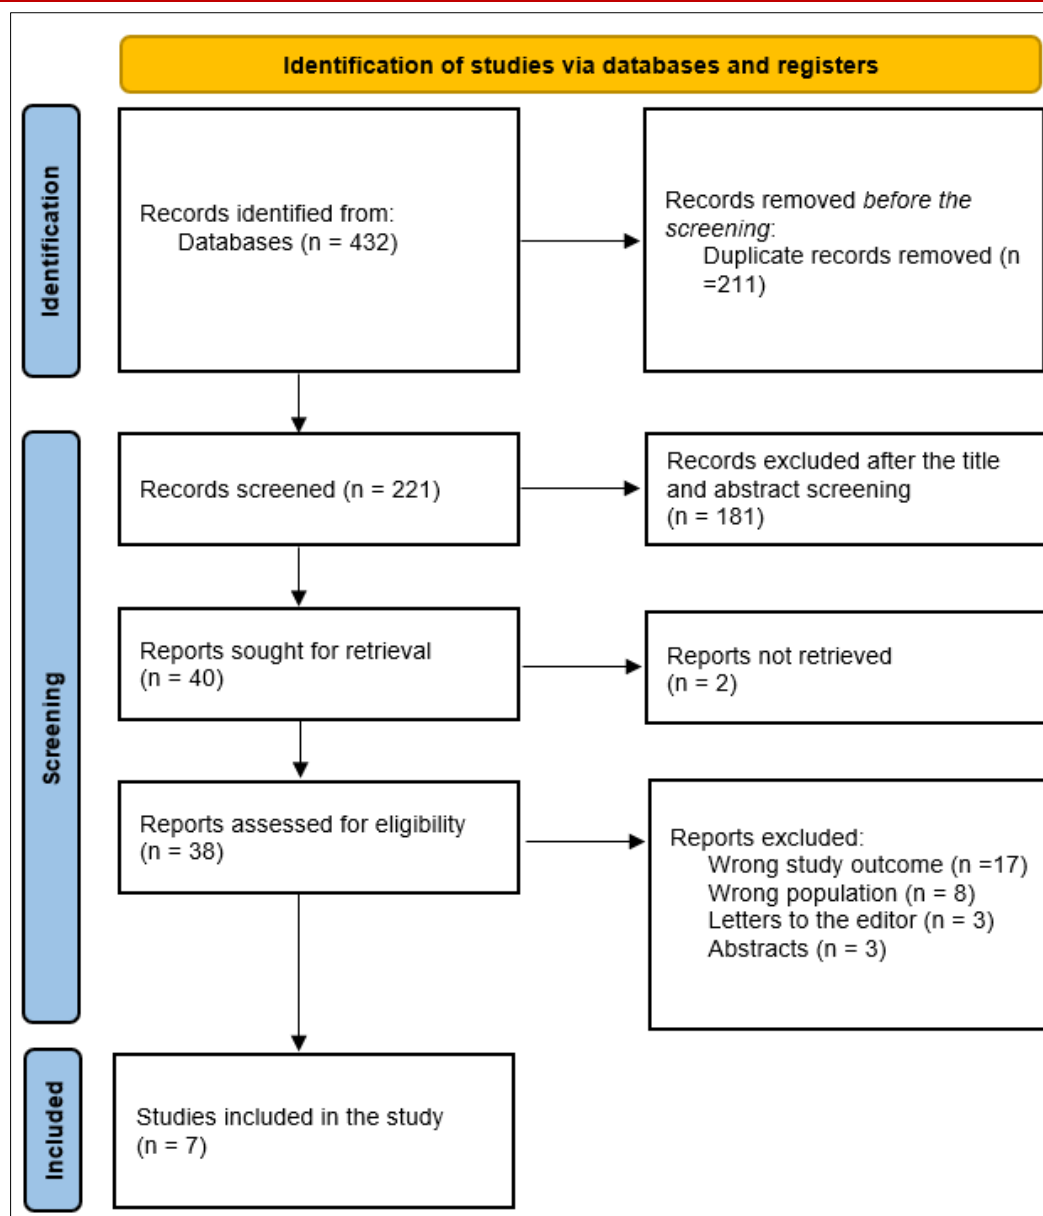 Identification of studies via databases and registers
Identification
Records identified from:
Databases (n = 432)
Records removed before the
screening:
Duplicate records removed (n
=211)
Screening
Records screened (n = 221)
Records excluded after the title
and abstract screening
(n = 181)
Reports sought for retrieval
(n = 40)
Reports not retrieved
(n = 2)
Reports assessed for eligibility
(n = 38)
Reports excluded:
Wrong study outcome (n =17)
Wrong population (n = 8)
Letters to the editor (n = 3)
Abstracts (n = 3)
Included
Studies included in the study
(n = 7)